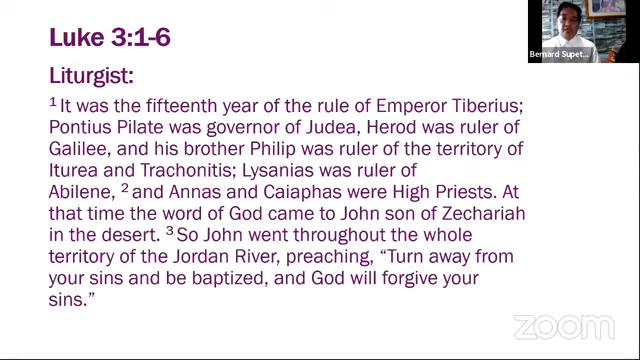 Luke 3:1-6
Liturgist:
1 It was the fifteenth year of the rule of Emperor Tiberius;
Pontius Pilate was governor of Judea, Herod was ruler of
Galilee, and his brother Philip was ruler of the territory of
Iturea and Trachonitis; Lysanias was ruler of
Abilene, 2 and Annas and Caiaphas were High Priests. At
that time the word of God came to John son of Zechariah
in the desert. 3 So John went throughout the whole
territory of the Jordan River, preaching, “Turn away from
your sins and be baptized, and God will forgive your
sins.”
Bernard Supet...
zoom